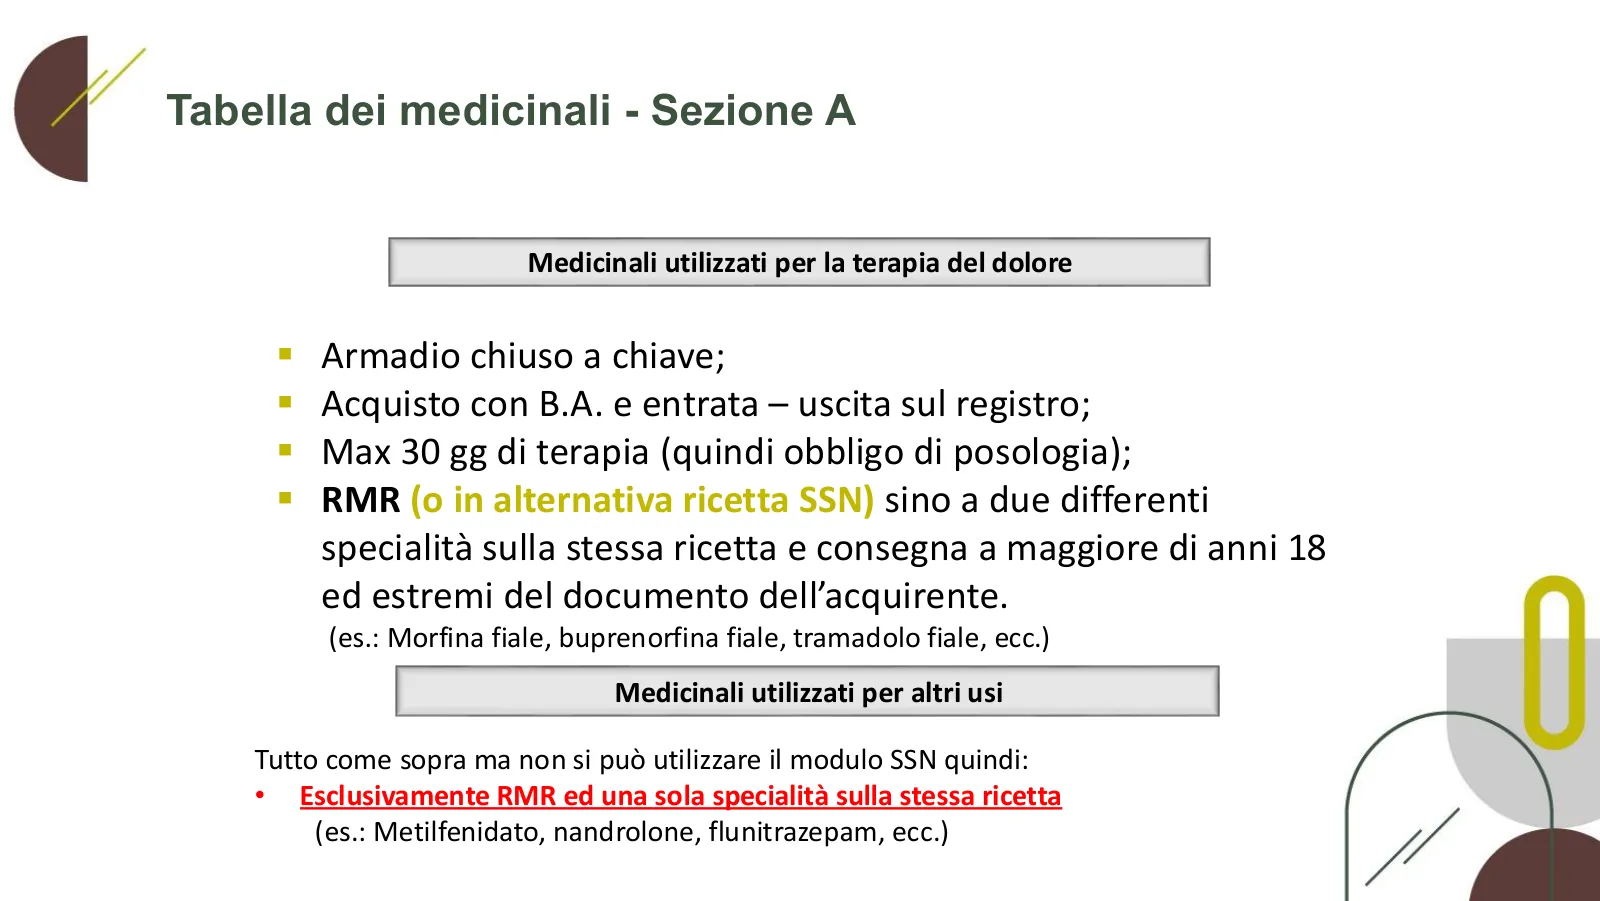 Tabella dei medicinali - Sezione A
Medicinali utilizzati per la terapia del dolore
▪ Armadio chiuso a chiave;
▪ Acquisto con B.A. e entrata – uscita sul registro;
▪ Max 30 gg di terapia (quindi obbligo di posologia);
▪ RMR (o in alternativa ricetta SSN) sino a due differenti
specialità sulla stessa ricetta e consegna a maggiore di anni 18
ed estremi del documento dell’acquirente.
(es.: Morfina fiale, buprenorfina fiale, tramadolo fiale, ecc.)
Medicinali utilizzati per altri usi
Tutto come sopra ma non si può utilizzare il modulo SSN quindi:
• Esclusivamente RMR ed una sola specialità sulla stessa ricetta
(es.: Metilfenidato, nandrolone, flunitrazepam, ecc.)